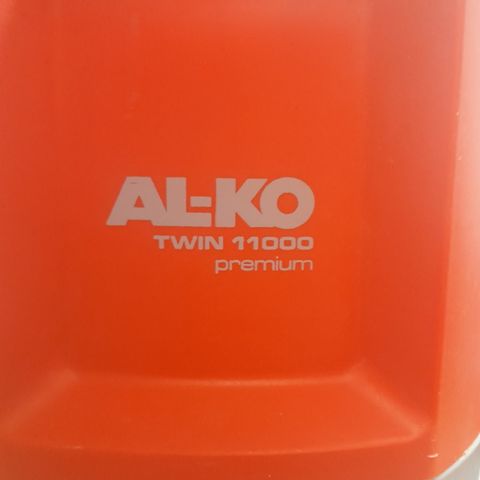 AL-KO
TWIN 11000
premium